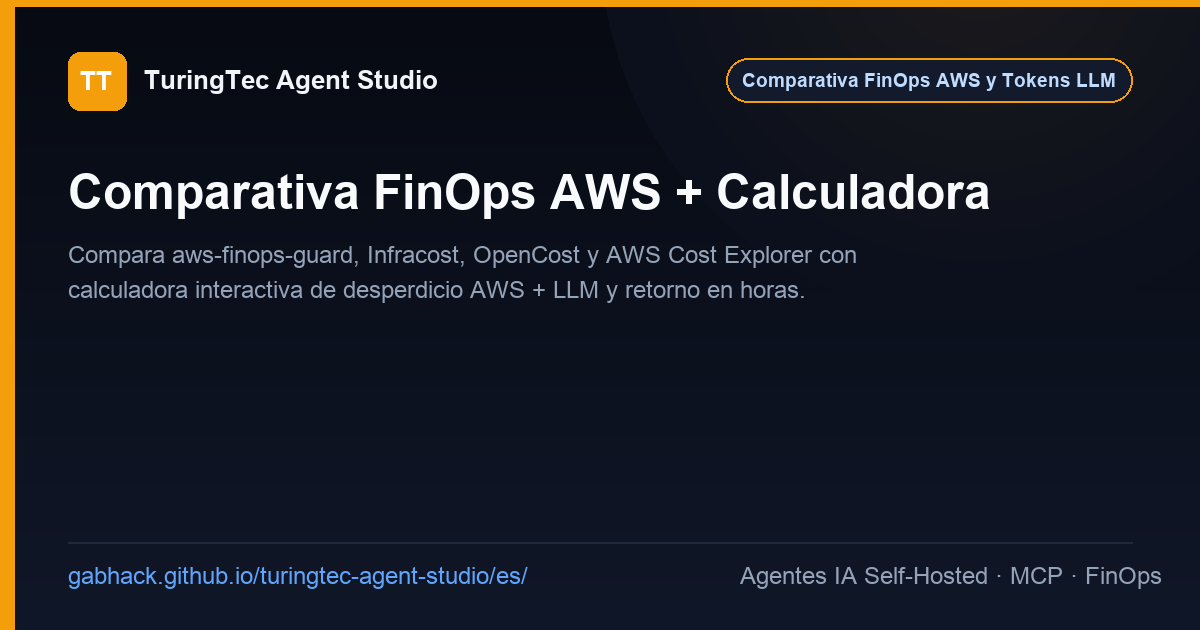 TT
TuringTec Agent Studio
Comparativa FinOps AWS y Tokens LLM
Comparativa FinOps AWS + Calculadora
Compara aws-finops-guard, Infracost, OpenCost y AWS Cost Explorer con
calculadora interactiva de desperdicio AWS + LLM y retorno en horas.
gabhack.github.io/turingtec-agent-studio/es/
Agentes IA Self-Hosted · MCP · FinOps